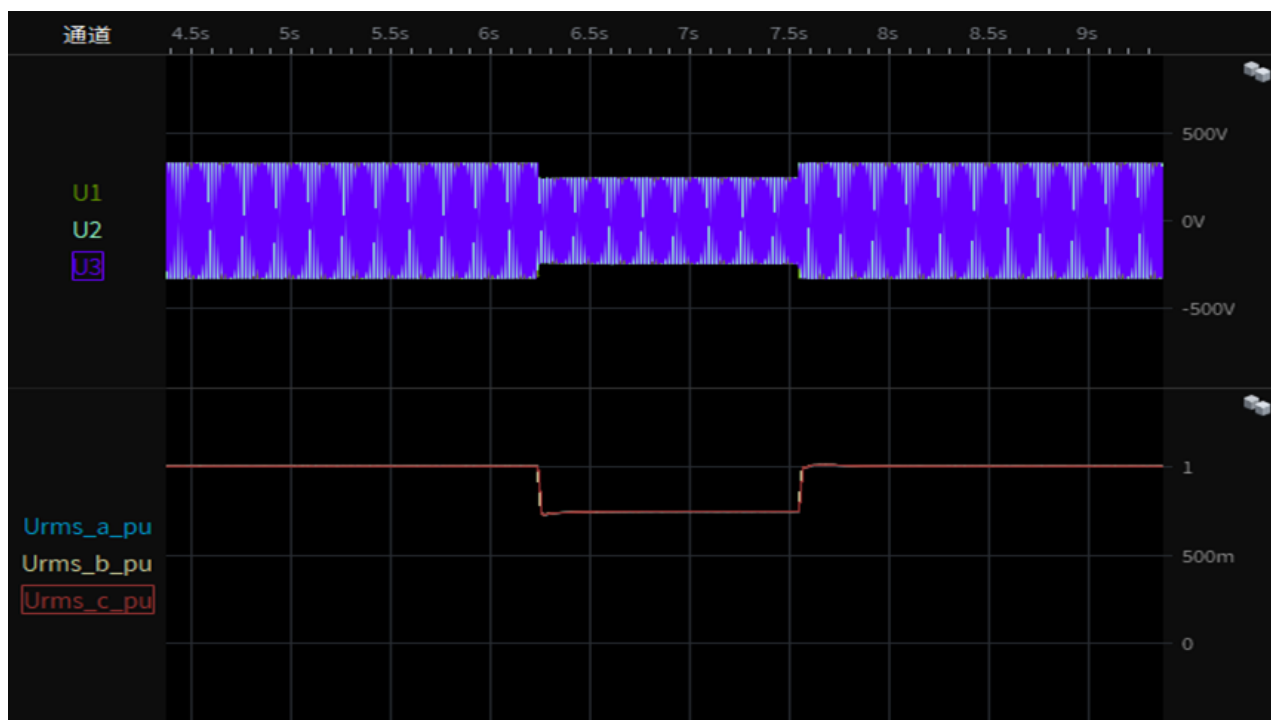 通道 4.5s 5s 5.5s 6s 6.5s 7s 7.5s 8s 8.5s 9s
500V
U1
U2
0V
U3
-500V
1
Urms_a_pu
Urms_b_pu
500m
Urms_c_pu
0